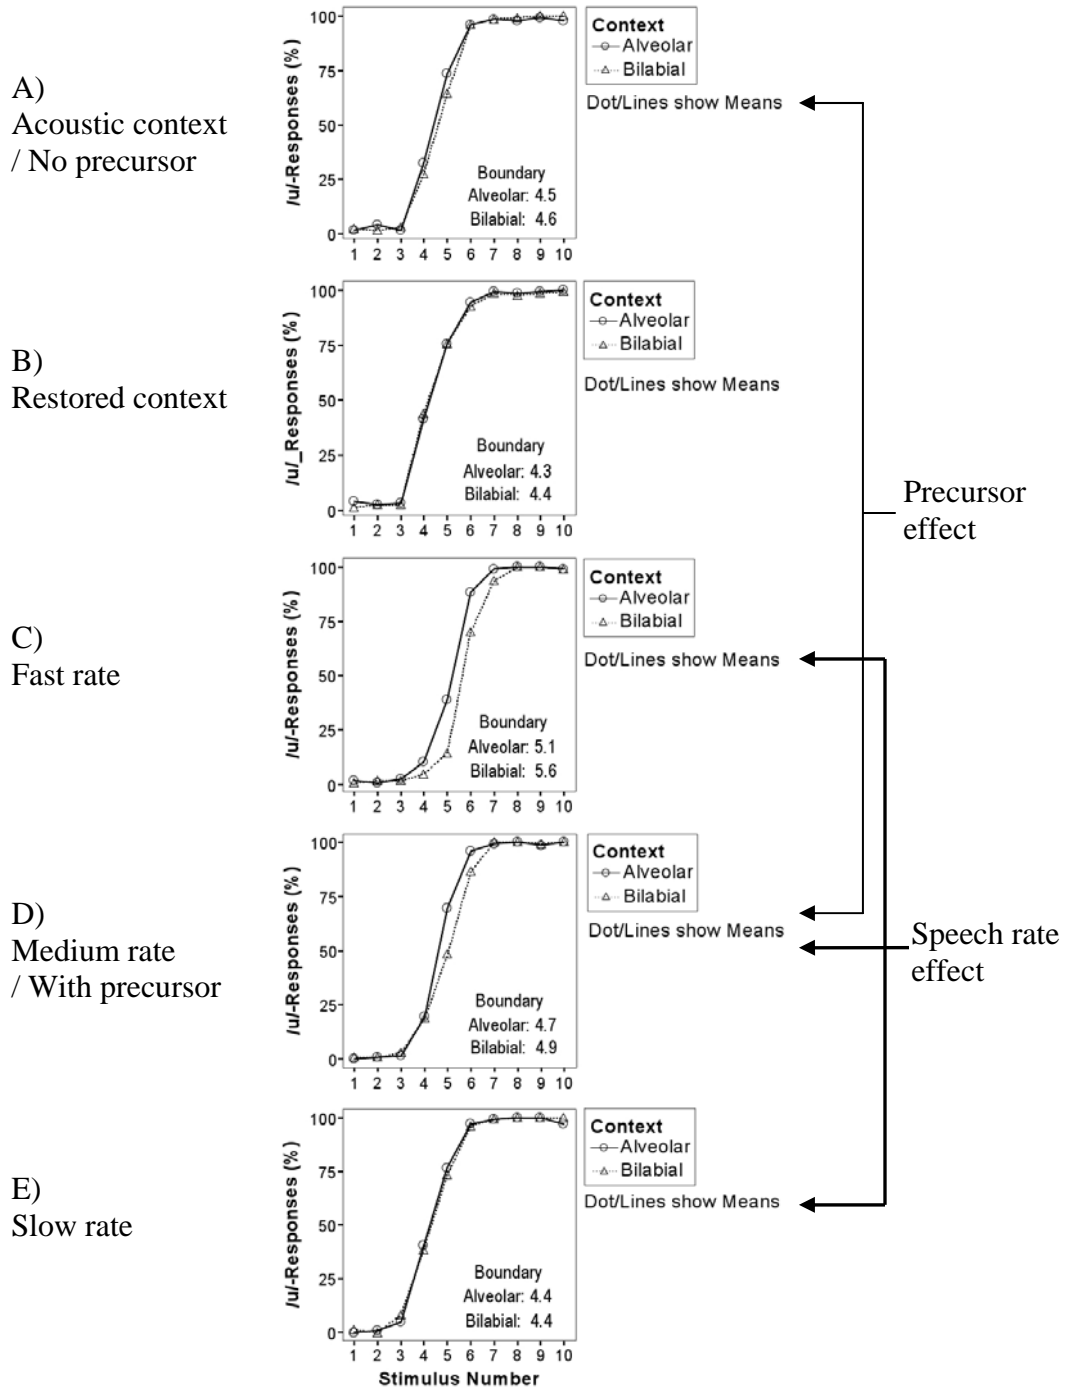 A)
Acoustic context
/ No precursor
/u/-Responses (%)
100
75
50
25
0
1 2 3 4 5 6 7 8 9 10
Boundary
Alveolar: 4.5
Bilabial: 4.6
Context
Alveolar
Bilabial
Dot/Lines show Means
B)
Restored context
/u/_Responses (%)
100
75
50
25
0
1 2 3 4 5 6 7 8 9 10
Boundary
Alveolar: 4.3
Bilabial: 4.4
Context
Alveolar
Bilabial
Dot/Lines show Means
Precursor
effect
C)
Fast rate
/u/-Responses (%)
100
75
50
25
0
1 2 3 4 5 6 7 8 9 10
Boundary
Alveolar: 5.1
Bilabial: 5.6
Context
Alveolar
Bilabial
Dot/Lines show Means
D)
Medium rate
/ With precursor
/u/-Responses (%)
100
75
50
25
0
1 2 3 4 5 6 7 8 9 10
Boundary
Alveolar: 4.7
Bilabial: 4.9
Context
Alveolar
Bilabial
Dot/Lines show Means
Speech rate
effect
E)
Slow rate
/u/-Responses (%)
100
75
50
25
0
1 2 3 4 5 6 7 8 9 10
Boundary
Alveolar: 4.4
Bilabial: 4.4
Context
Alveolar
Bilabial
Dot/Lines show Means
Stimulus Number